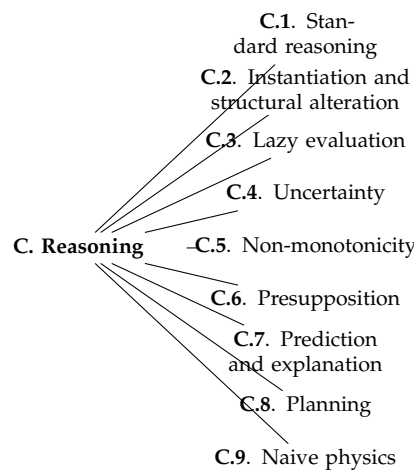 C.1. Stan-
dard reasoning
C.2. Instantiation and
structural alteration
C.3. Lazy evaluation
C.4. Uncertainty
C. Reasoning
C.5. Non-monotonicity
C.6. Presupposition
C.7. Prediction
and explanation
C.8. Planning
C.9. Naive physics